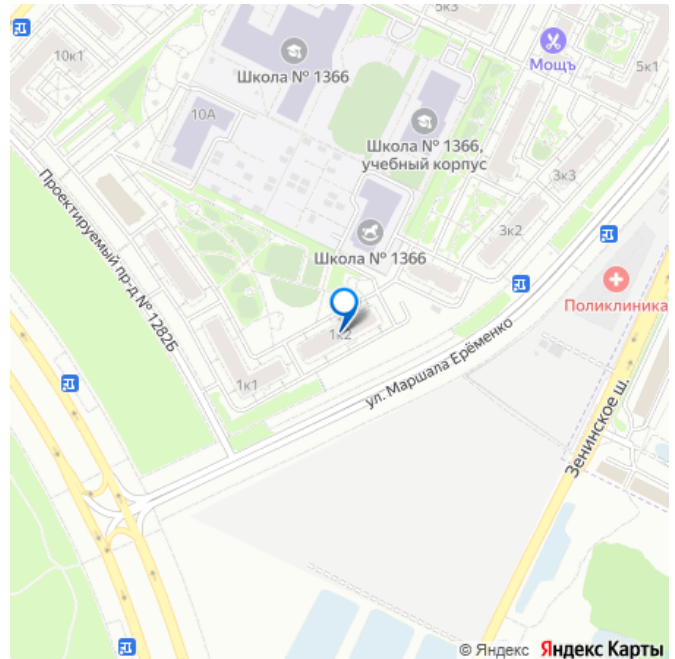 5к3
10к1
Школа № 1366
Мощъ
5к1
10А
Школа № 1366,
учебный корпус
3к3
Проектируемый пр-д № 1282Б
3к2
Школа № 1366
Поликлиника
1к2
ул. Маршала Ерёменко
1к1
Зенинское ш.
© Яндекс Яндекс Карты